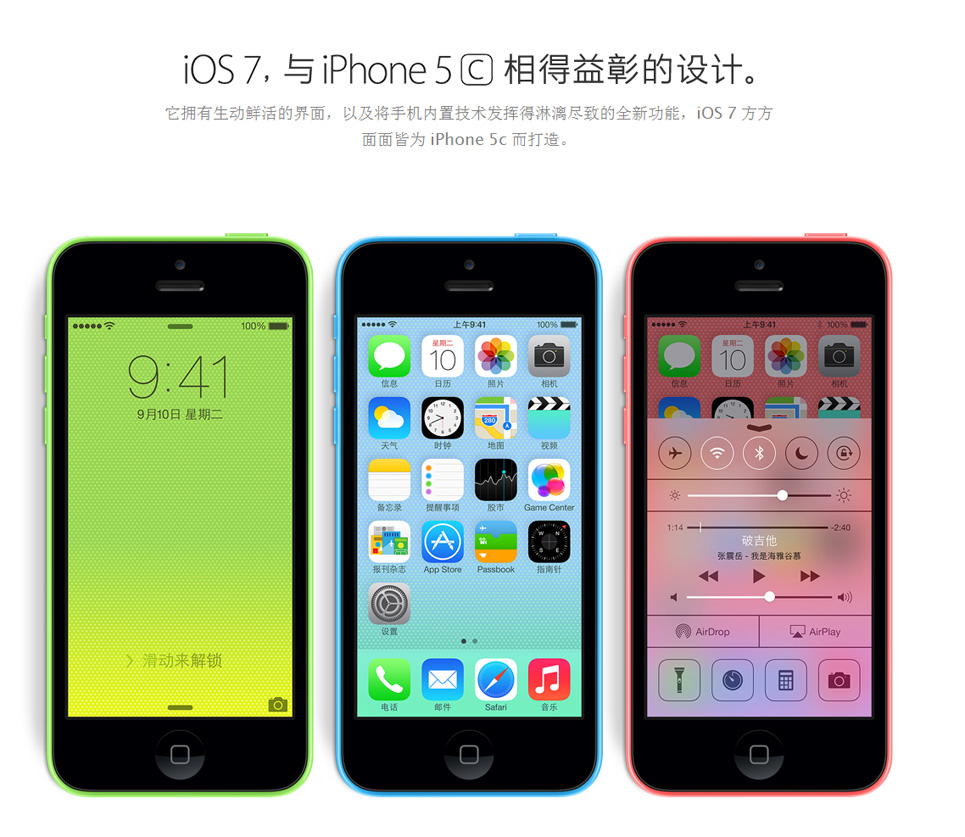 iOS 7，与 iPhone 5 C 相得益彰的设计。
它拥有生动鲜活的界面，以及将手机内置技术发挥得淋漓尽致的全新功能，iOS 7 方方
面面皆为 iPhone 5c 而打造。
100%
9:41
9月10日 星期二
滑动来解锁
上午9:41 100%
星期二
10
信息 日历 照片 相机
280
天气 时钟 地图 视频
备忘录 提醒事项 股市 Game Center
N
W E
S
报刊杂志 App Store Passbook 指南针
设置
电话 邮件 Safari 音乐
上午9:41 100%
星期二
10
信息 日历 照片 相机
1:14 -2:40
破吉他
张震岳 - 我是海雅谷慕
AirDrop AirPlay